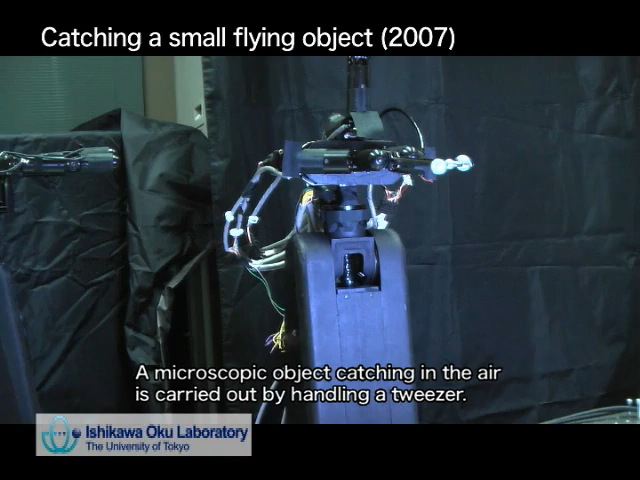 Catching a small flying object (2007)
A microscopic object catching in the air
is carried out by handling a tweezer.
Ishikawa Oku Laboratory
The University of Tokyo